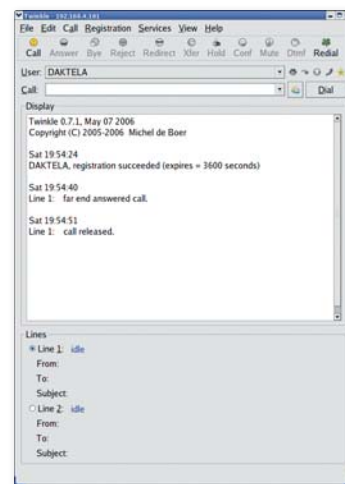 Twinkle - 192.168.4.101
File Edit Call Registration Services View Help
Call Answer Bye Reject Redirect Xfer Hold Conf Mute Dtmf Redial
User: DAKTELA
Call: Dial
Display
Twinkle 0.7.1, May 07 2006
Copyright (C) 2005-2006 Michel de Boer
Sat 19:54:24
DAKTELA, registration succeeded (expires = 3600 seconds)
Sat 19:54:40
Line 1: far end answered call.
Sat 19:54:51
Line 1: call released.
Lines
Line 1: idle
From:
To:
Subject:
Line 2: idle
From:
To:
Subject: